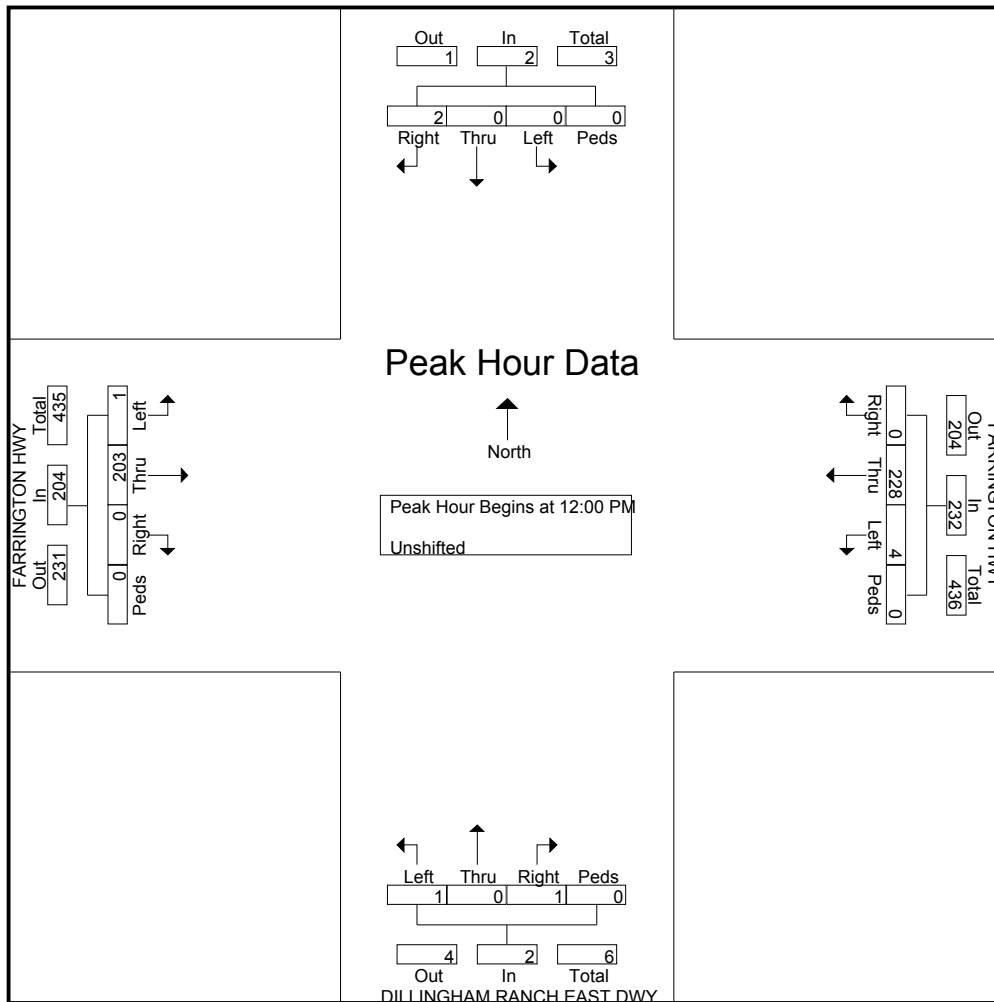 Out In Total
1 2 3
2 0 0 0
Right Thru Left Peds
Peak Hour Data
North
Peak Hour Begins at 12:00 PM
Unshifted
FARRINGTON HWY
Total In Out
435 204 231
1 203 0 0
Left Thru Right Peds
Right Thru Left Peds
0 228 4 0
204 232 436
Out In Total
FARRINGTON HWY
Left Thru Right Peds
1 0 1 0
4 2 6
Out In Total
DILLINGHAM RANCH EAST DWY